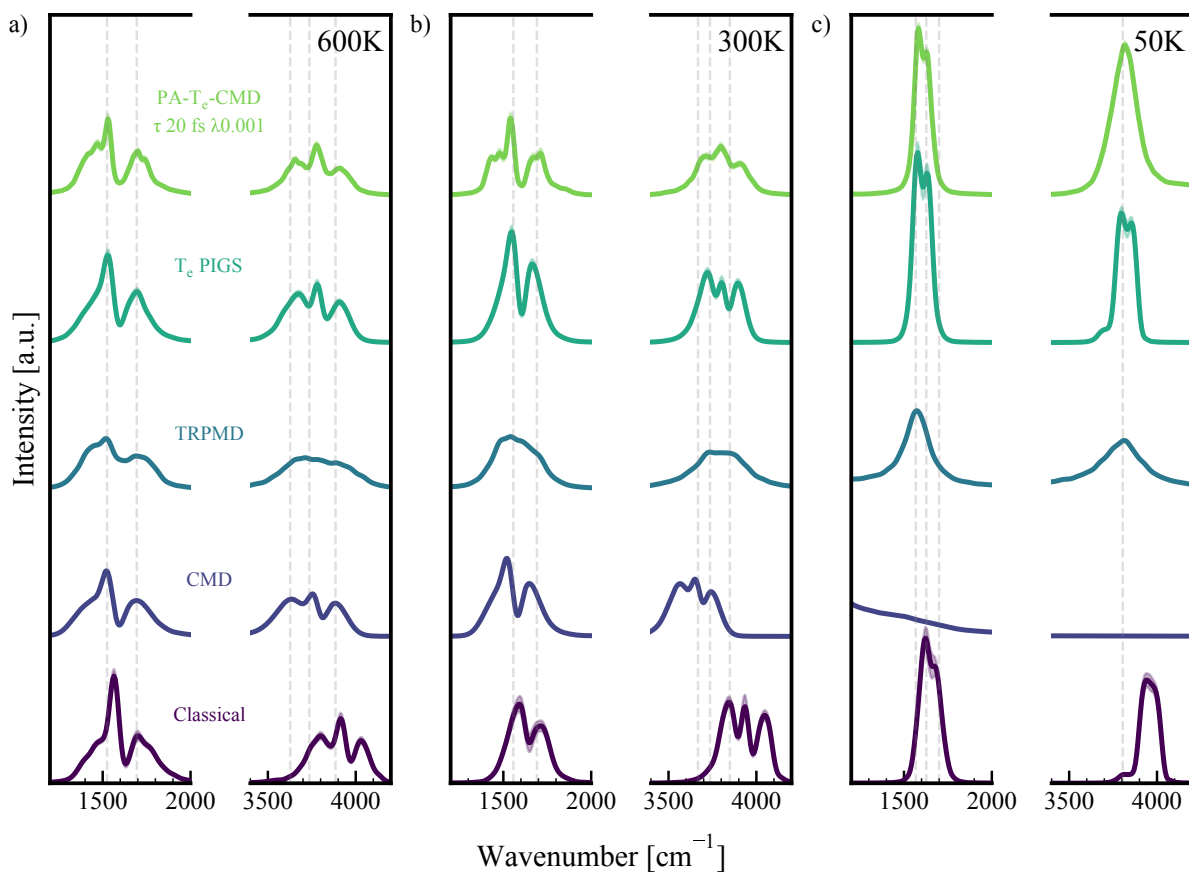 a)
600K
b)
300K
c)
50K
PA-Tₑ-CMD
τ 20 fs λ0.001
Tₑ PIGS
TRPMD
CMD
Classical
Intensity [a.u.]
1500 2000 3500 4000 1500 2000 3500 4000 1500 2000 3500 4000
Wavenumber [cm⁻¹]